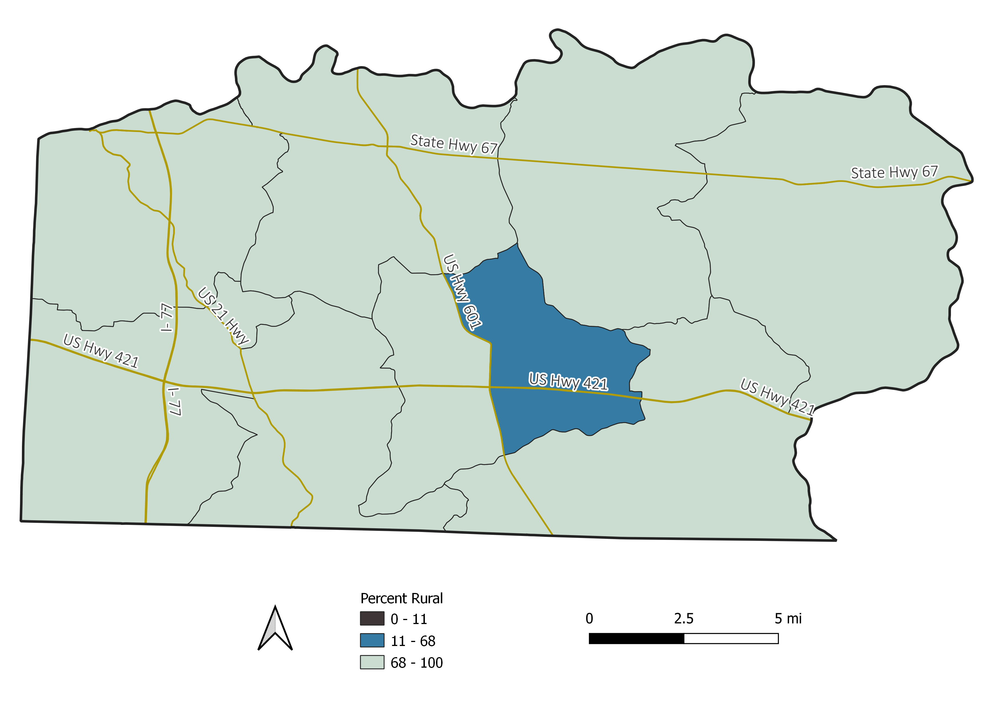 State Hwy 67
State Hwy 67
US Hwy 601
US 21 Hwy
I- 77
US Hwy 421
US Hwy 421
US Hwy 421
I- 77
Percent Rural
0 - 11
11 - 68
68 - 100
0 2.5 5 mi